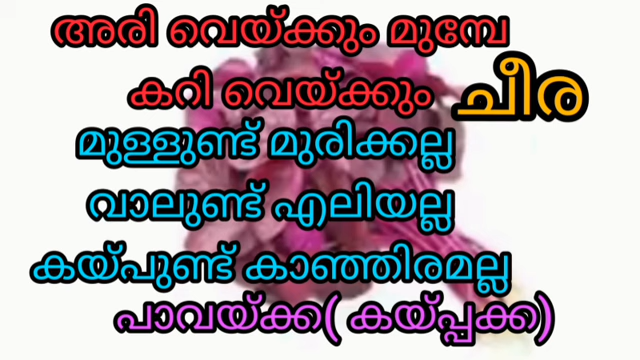 അരി വെയ്ക്കും മുമ്പേ
കറി വെയ്ക്കും ചീര
മുള്ളുണ്ട് മുരിക്കല്ല
വാലുണ്ട് എലിയല്ല
കയ്പുണ്ട് കാഞ്ഞിരമല്ല
പാവയ്ക്ക( കയ്പ്പക്ക)